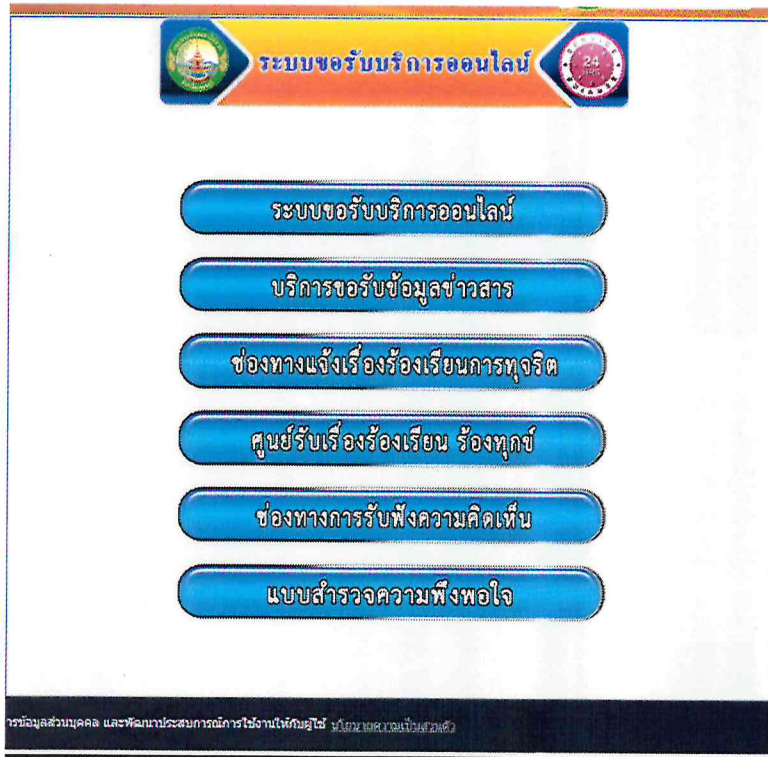 ระบบขอรับบริการออนไลน์
24
HRS
ระบบขอรับบริการออนไลน์
บริการขอรับข้อมูลข่าวสาร
ช่องทางแจ้งเรื่องร้องเรียนการทุจริต
ศูนย์รับเรื่องร้องเรียน ร้องทุกข์
ช่องทางการรับฟังความคิดเห็น
แบบสำรวจความพึงพอใจ
ารข้อมูลส่วนบุคคล และพัฒนาประสบการณ์การใช้งานให้กับผู้ใช้ นโยบายความเป็นส่วนตัว